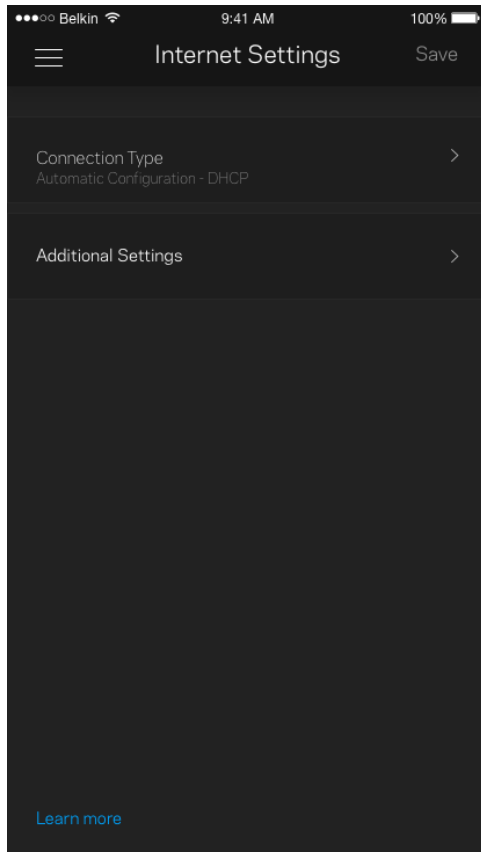 Belkin 9:41 AM 100%
Internet Settings Save
Connection Type
Automatic Configuration - DHCP
Additional Settings
Learn more